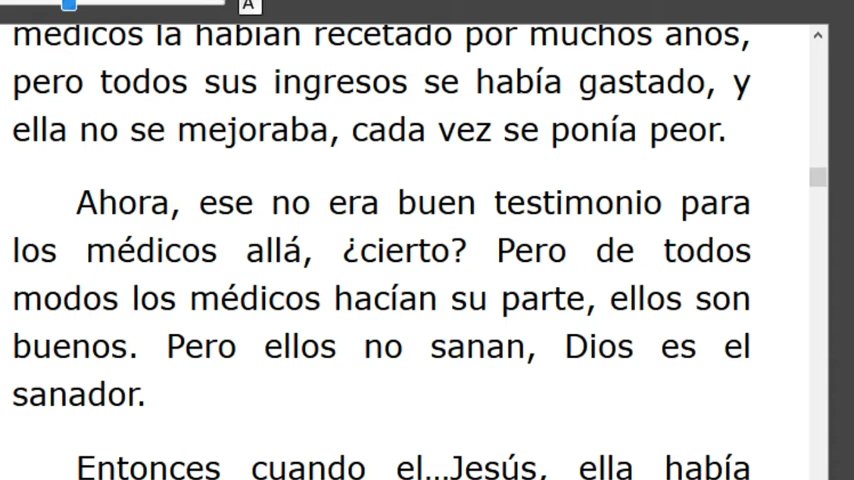 A
médicos la habían recetado por muchos años,
pero todos sus ingresos se había gastado, y
ella no se mejoraba, cada vez se ponía peor.
Ahora, ese no era buen testimonio para
los médicos allá, ¿cierto? Pero de todos
modos los médicos hacían su parte, ellos son
buenos. Pero ellos no sanan, Dios es el
sanador.
Entonces cuando el...Jesús, ella había